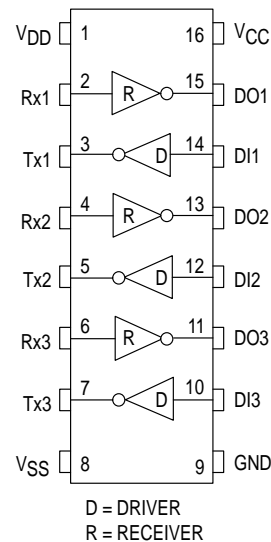 VDD 1 16 VCC
Rx1 2 R 15 DO1
Tx1 3 D 14 DI1
Rx2 4 R 13 DO2
Tx2 5 D 12 DI2
Rx3 6 R 11 DO3
Tx3 7 D 10 DI3
VSS 8 9 GND
D = DRIVER
R = RECEIVER